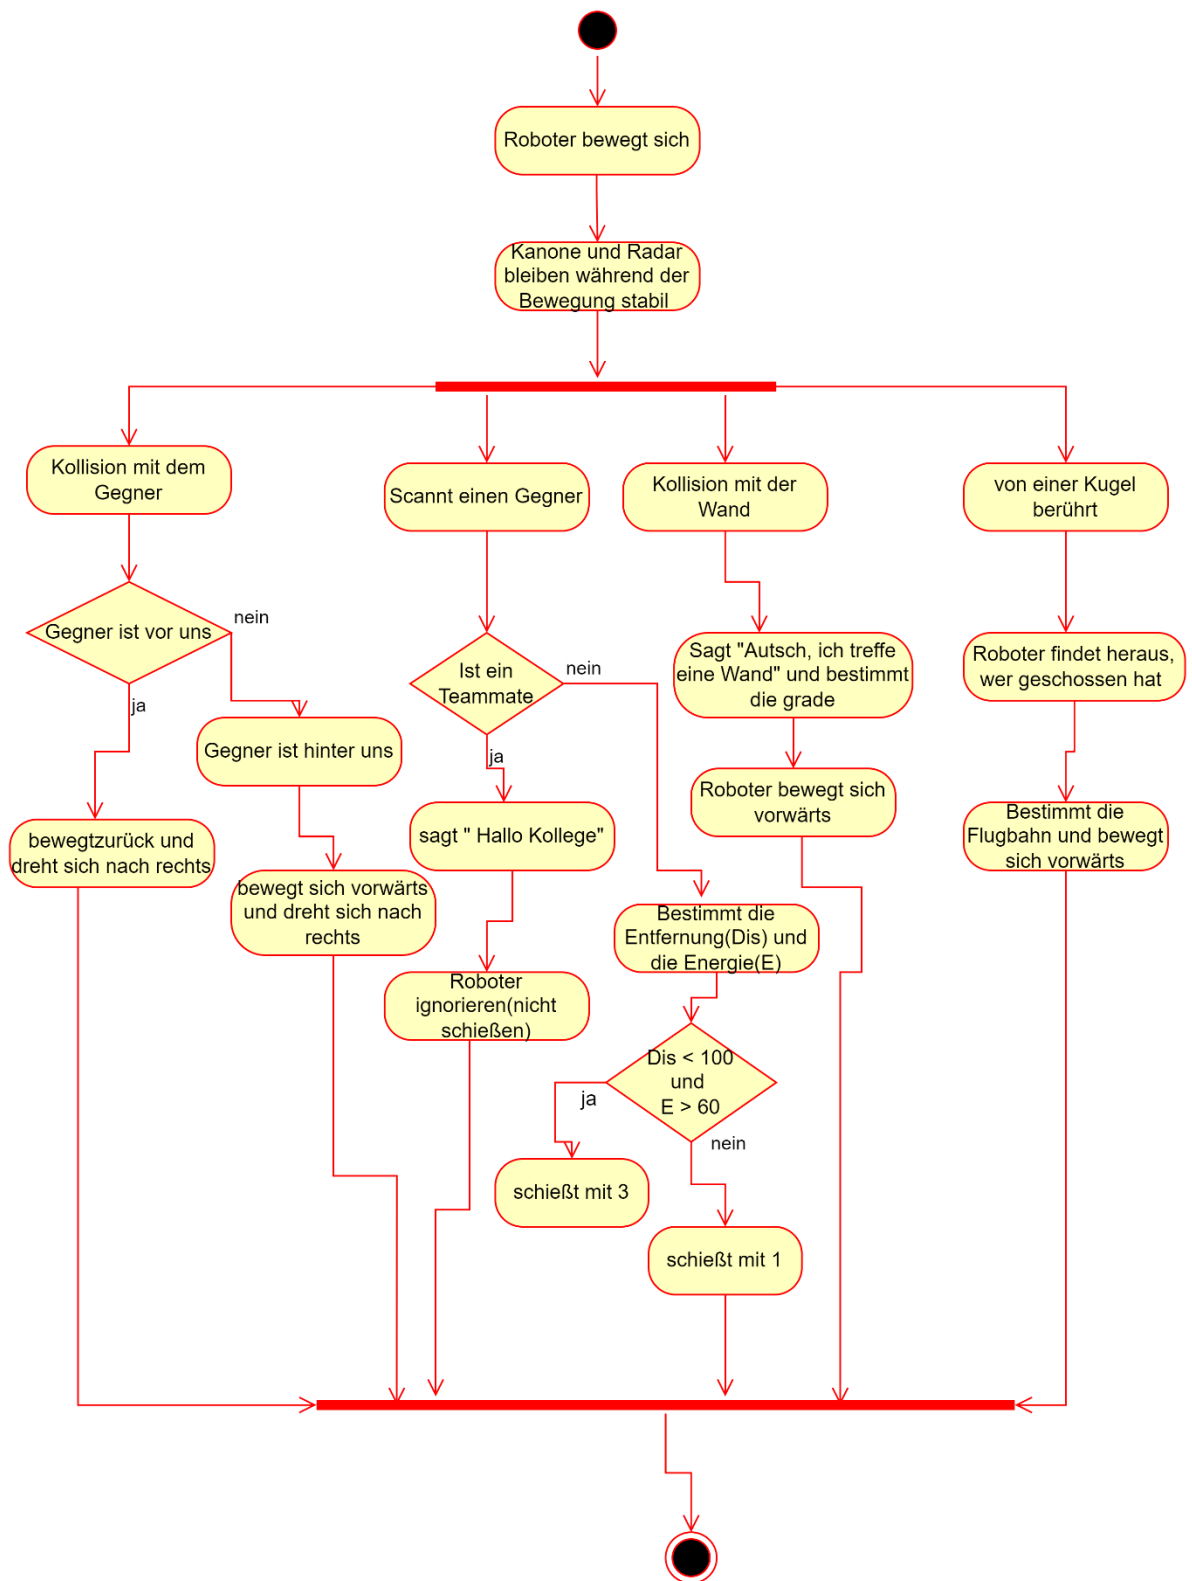 Roboter bewegt sich
Kanone und Radar
bleiben während der
Bewegung stabil
Kollision mit dem
Gegner
Gegner ist vor uns
nein
ja
Gegner ist hinter uns
bewegtzurück und
dreht sich nach rechts
bewegt sich vorwärts
und dreht sich nach
rechts
Scannt einen Gegner
Ist ein
Teammate
nein
ja
sagt " Hallo Kollege"
Roboter
ignorieren(nicht
schießen)
Bestimmt die
Entfernung(Dis) und
die Energie(E)
Dis < 100
und
E > 60
ja
nein
schießt mit 3
schießt mit 1
Kollision mit der
Wand
Sagt "Autsch, ich treffe
eine Wand" und bestimmt
die grade
Roboter bewegt sich
vorwärts
von einer Kugel
berührt
Roboter findet heraus,
wer geschossen hat
Bestimmt die
Flugbahn und bewegt
sich vorwärts